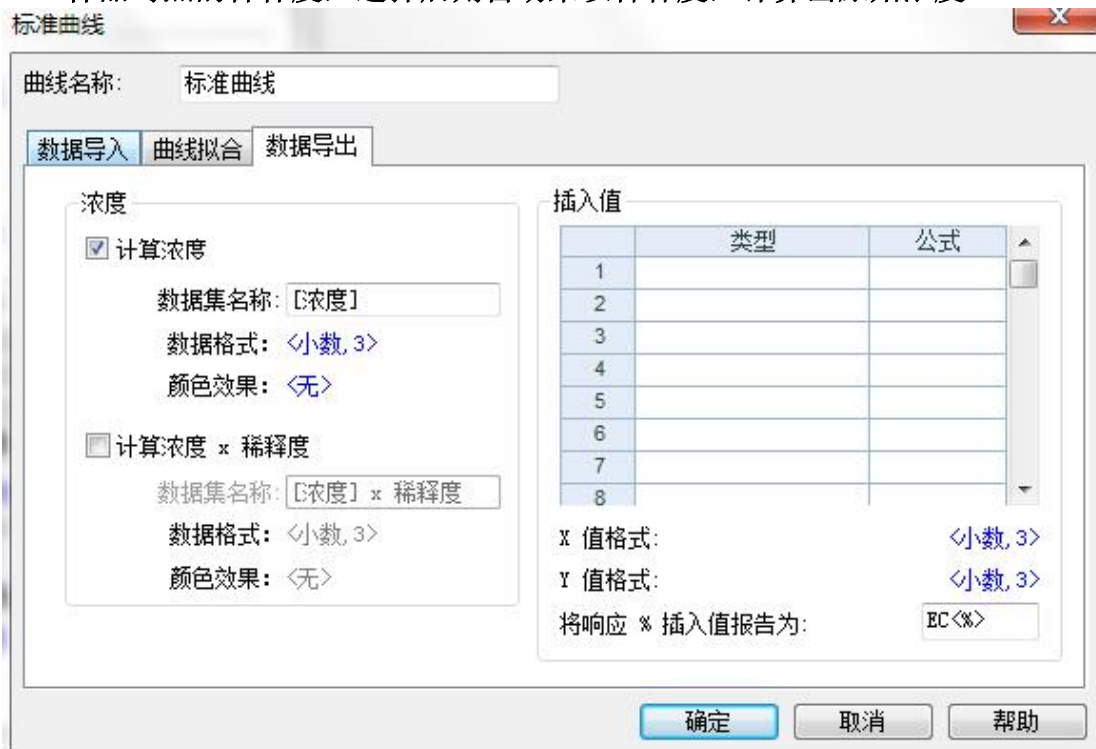 标准曲线
曲线名称: 标准曲线
数据导入 曲线拟合 数据导出
浓度
计算浓度
数据集名称: [浓度]
数据格式: <小数,3>
颜色效果: <无>
计算浓度 x 稀释度
数据集名称: [浓度] x 稀释度
数据格式: <小数,3>
颜色效果: <无>
插入值
类型 公式
1
2
3
4
5
6
7
8
X 值格式: <小数,3>
Y 值格式: <小数,3>
将响应 % 插入值报告为: EC<%>
确定 取消 帮助